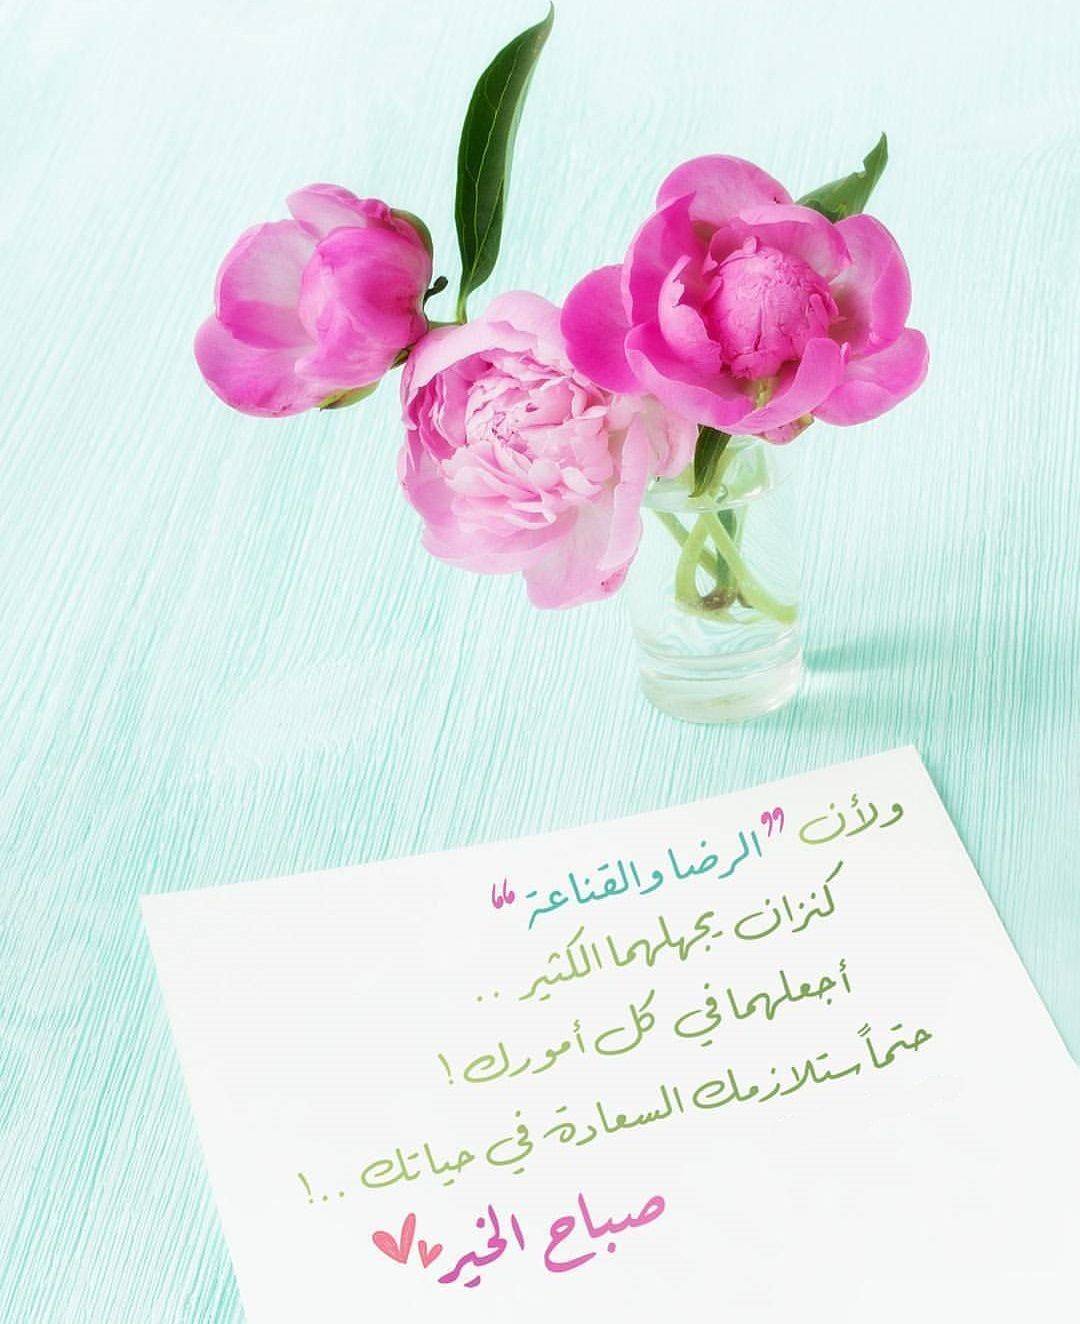 ولأن "الرضا والقناعة"
كنزان يجهلهما الكثير ..
أجعلهما في كل أمورك !
حتماً ستلازمك السعادة في حياتك ..!
صباح الخير